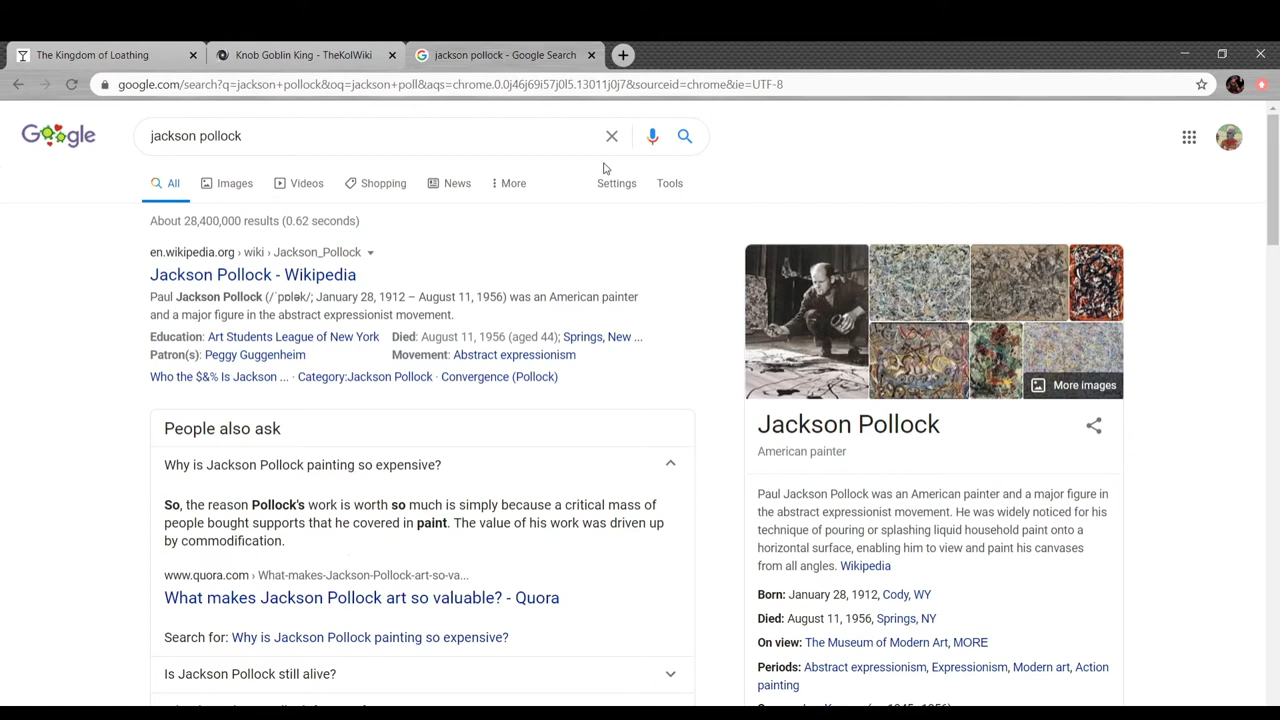 The Kingdom of Loathing
Knob Goblin King - TheKolWiki
jackson pollock - Google Search
google.com/search?q=jackson+pollock&oq=jackson+poll&aqs=chrome.0.0j46j69i57j0l5.13011j0j7&sourceid=chrome&ie=UTF-8
Google
jackson pollock
All
Images
Videos
Shopping
News
More
Settings
Tools
About 28,400,000 results (0.62 seconds)
en.wikipedia.org › wiki › Jackson_Pollock
Jackson Pollock - Wikipedia
Paul Jackson Pollock (/ˈpɒlək/; January 28, 1912 – August 11, 1956) was an American painter
and a major figure in the abstract expressionist movement.
Education: Art Students League of New York
Died: August 11, 1956 (aged 44); Springs, New ...
Patron(s): Peggy Guggenheim
Movement: Abstract expressionism
Who the $&% Is Jackson ... · Category:Jackson Pollock · Convergence (Pollock)
People also ask
Why is Jackson Pollock painting so expensive?
So, the reason Pollock's work is worth so much is simply because a critical mass of
people bought supports that he covered in paint. The value of his work was driven up
by commodification.
www.quora.com › What-makes-Jackson-Pollock-art-so-va...
What makes Jackson Pollock art so valuable? - Quora
Search for: Why is Jackson Pollock painting so expensive?
Is Jackson Pollock still alive?
More images
Jackson Pollock
American painter
Paul Jackson Pollock was an American painter and a major figure in
the abstract expressionist movement. He was widely noticed for his
technique of pouring or splashing liquid household paint onto a
horizontal surface, enabling him to view and paint his canvases
from all angles. Wikipedia
Born: January 28, 1912, Cody, WY
Died: August 11, 1956, Springs, NY
On view: The Museum of Modern Art, MORE
Periods: Abstract expressionism, Expressionism, Modern art, Action
painting